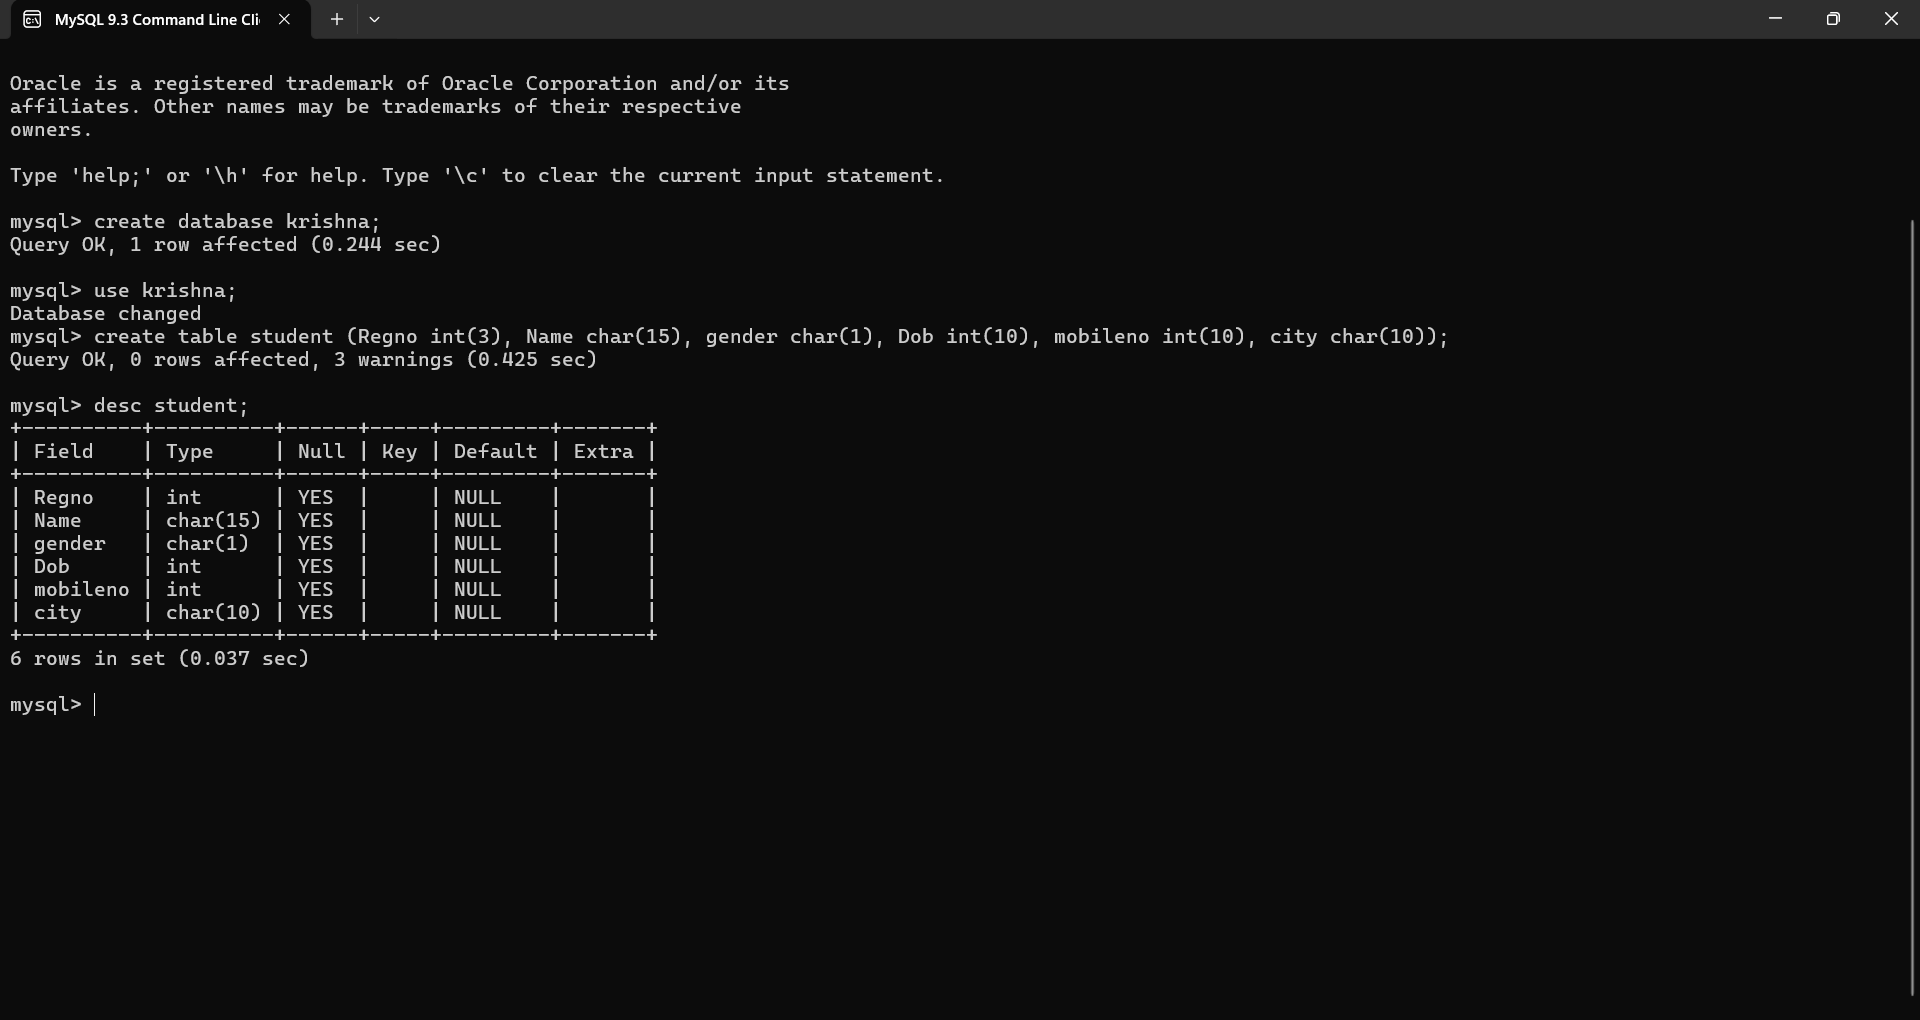 MySQL 9.3 Command Line Cli
Oracle is a registered trademark of Oracle Corporation and/or its
affiliates. Other names may be trademarks of their respective
owners.
Type 'help;' or '\h' for help. Type '\c' to clear the current input statement.
mysql> create database krishna;
Query OK, 1 row affected (0.244 sec)
mysql> use krishna;
Database changed
mysql> create table student (Regno int(3), Name char(15), gender char(1), Dob int(10), mobileno int(10), city char(10));
Query OK, 0 rows affected, 3 warnings (0.425 sec)
mysql> desc student;
+----------+----------+------+-----+---------+-------+
| Field    | Type     | Null | Key | Default | Extra |
+----------+----------+------+-----+---------+-------+
| Regno    | int      | YES  |     | NULL    |       |
| Name     | char(15) | YES  |     | NULL    |       |
| gender   | char(1)  | YES  |     | NULL    |       |
| Dob      | int      | YES  |     | NULL    |       |
| mobileno | int      | YES  |     | NULL    |       |
| city     | char(10) | YES  |     | NULL    |       |
+----------+----------+------+-----+---------+-------+
6 rows in set (0.037 sec)
mysql>